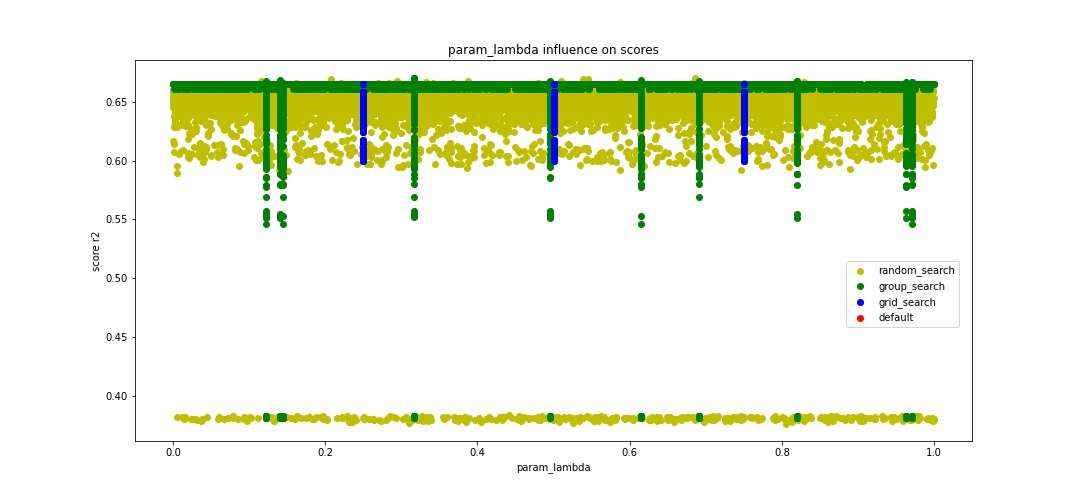 param_lambda influence on scores
score r2
0.65
0.60
0.55
0.50
0.45
0.40
random_search
group_search
grid_search
default
0.0 0.2 0.4 0.6 0.8 1.0
param_lambda